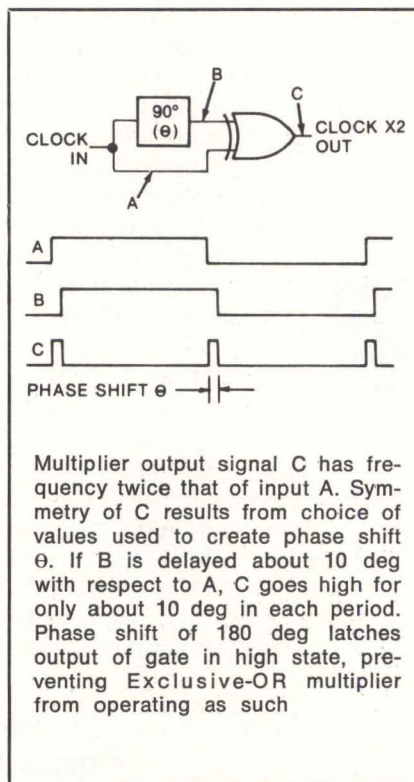 B
C
90°
(Θ)
CLOCK
IN
CLOCK X2
OUT
A
A
B
C
PHASE SHIFT Θ
Multiplier output signal C has fre-
quency twice that of input A. Sym-
metry of C results from choice of
values used to create phase shift
Θ. If B is delayed about 10 deg
with respect to A, C goes high for
only about 10 deg in each period.
Phase shift of 180 deg latches
output of gate in high state, pre-
venting Exclusive-OR multiplier
from operating as such